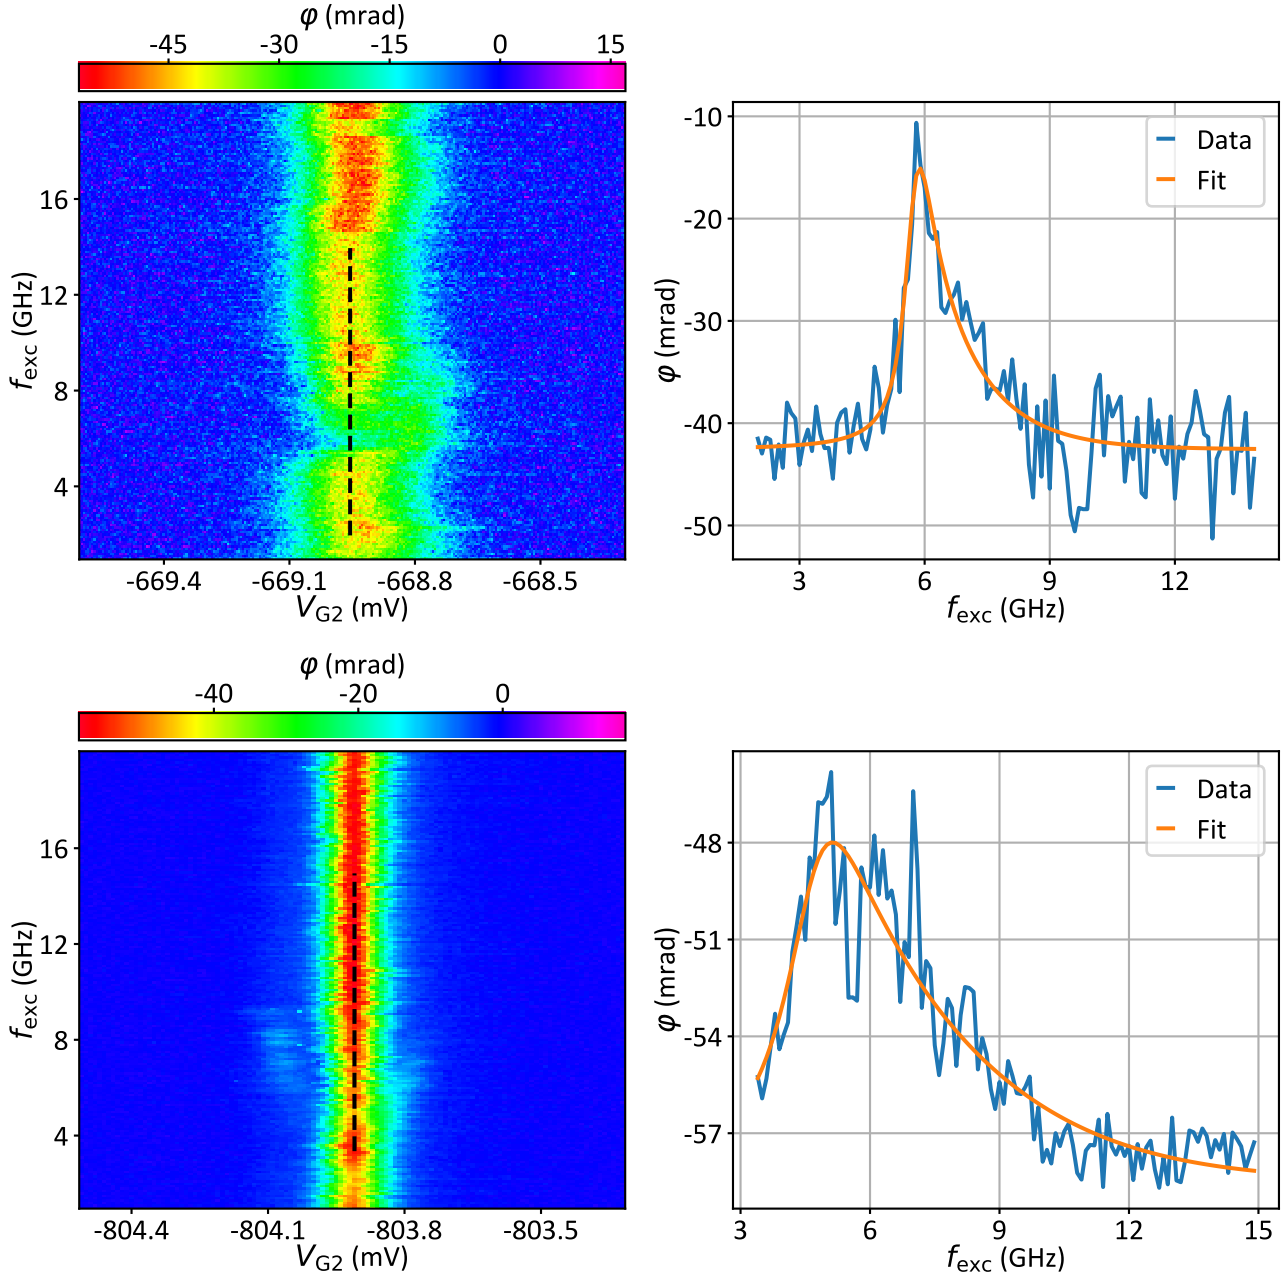 φ (mrad)
-45 -30 -15 0 15
16
12
8
4
f_exc (GHz)
-669.4 -669.1 -668.8 -668.5
V_G2 (mV)
-10
-20
-30
-40
-50
φ (mrad)
Data
Fit
3 6 9 12
f_exc (GHz)
φ (mrad)
-40 -20 0
16
12
8
4
f_exc (GHz)
-804.4 -804.1 -803.8 -803.5
V_G2 (mV)
-48
-51
-54
-57
φ (mrad)
Data
Fit
3 6 9 12 15
f_exc (GHz)